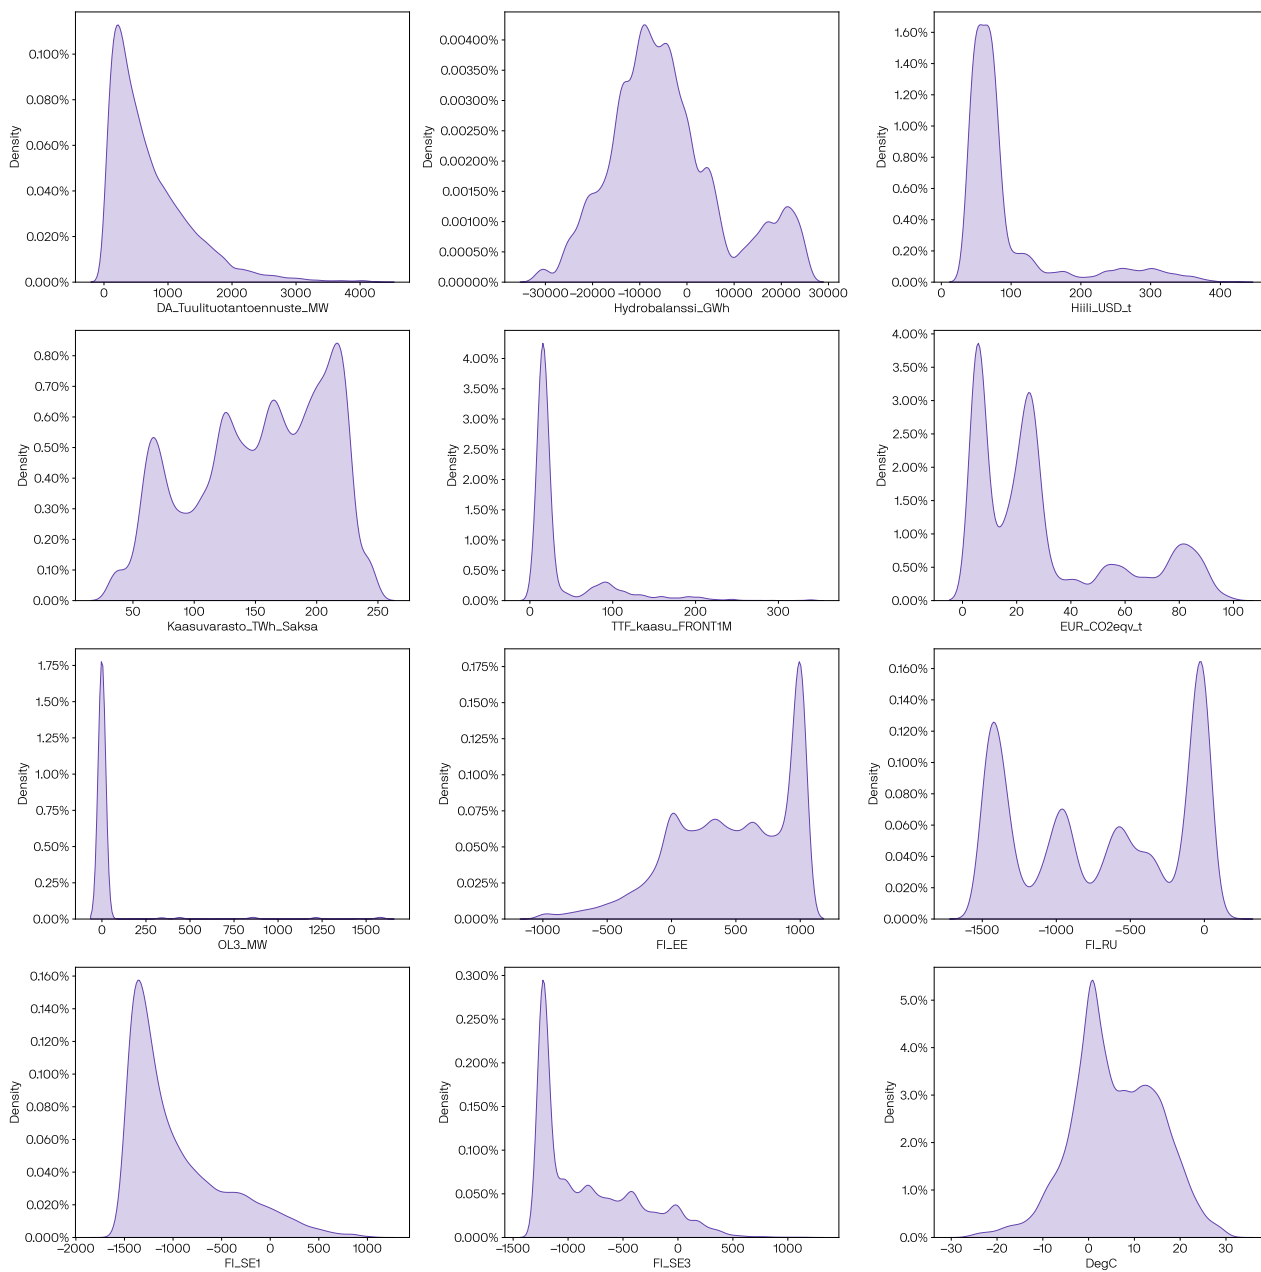 Density
0.100%
0.080%
0.060%
0.040%
0.020%
0.000%
0 1000 2000 3000 4000
DA_Tuulituotantoennuste_MW
Density
0.00400%
0.00350%
0.00300%
0.00250%
0.00200%
0.00150%
0.00100%
0.00050%
0.00000%
−30000 −20000 −10000 0 10000 20000 30000
Hydrobalanssi_GWh
Density
1.60%
1.40%
1.20%
1.00%
0.80%
0.60%
0.40%
0.20%
0.00%
0 100 200 300 400
Hiili_USD_t
Density
0.80%
0.70%
0.60%
0.50%
0.40%
0.30%
0.20%
0.10%
0.00%
50 100 150 200 250
Kaasuvarasto_TWh_Saksa
Density
4.00%
3.50%
3.00%
2.50%
2.00%
1.50%
1.00%
0.50%
0.00%
0 100 200 300
TTF_kaasu_FRONT1M
Density
4.00%
3.50%
3.00%
2.50%
2.00%
1.50%
1.00%
0.50%
0.00%
0 20 40 60 80 100
EUR_CO2eqv_t
Density
1.75%
1.50%
1.25%
1.00%
0.75%
0.50%
0.25%
0.00%
0 250 500 750 1000 1250 1500
OL3_MW
Density
0.175%
0.150%
0.125%
0.100%
0.075%
0.050%
0.025%
0.000%
−1000 −500 0 500 1000
FI_EE
Density
0.160%
0.140%
0.120%
0.100%
0.080%
0.060%
0.040%
0.020%
0.000%
−1500 −1000 −500 0
FI_RU
Density
0.160%
0.140%
0.120%
0.100%
0.080%
0.060%
0.040%
0.020%
0.000%
−2000 −1500 −1000 −500 0 500 1000
FI_SE1
Density
0.300%
0.250%
0.200%
0.150%
0.100%
0.050%
0.000%
−1500 −1000 −500 0 500 1000
FI_SE3
Density
5.0%
4.0%
3.0%
2.0%
1.0%
0.0%
−30 −20 −10 0 10 20 30
DegC